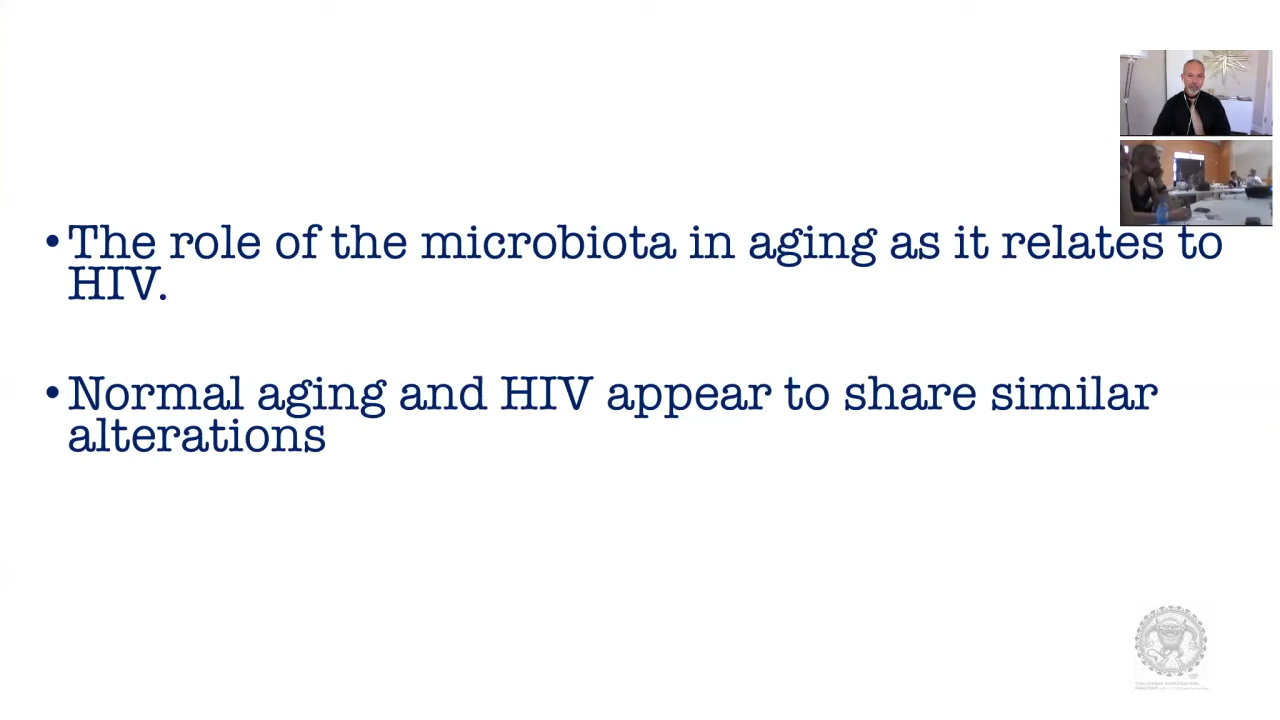 • The role of the microbiota in aging as it relates to
HIV.
• Normal aging and HIV appear to share similar
alterations